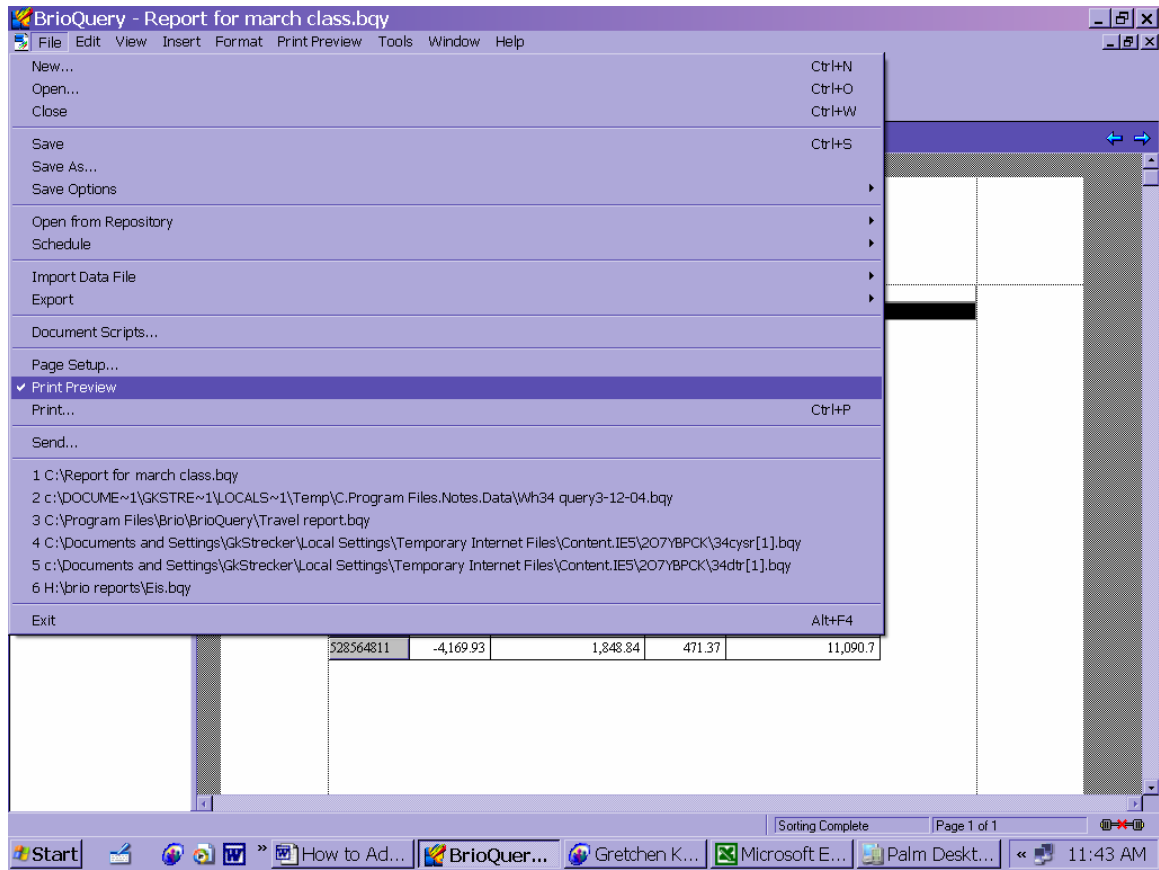 BrioQuery - Report for march class.bqy
File Edit View Insert Format Print Preview Tools Window Help
New... Ctrl+N
Open... Ctrl+O
Close Ctrl+W
Save Ctrl+S
Save As...
Save Options
Open from Repository
Schedule
Import Data File
Export
Document Scripts...
Page Setup...
Print Preview
Print... Ctrl+P
Send...
1 C:\Report for march class.bqy
2 c:\DOCUME~1\GKSTRE~1\LOCALS~1\Temp\C.Program Files.Notes.Data\Wh34 query3-12-04.bqy
3 C:\Program Files\Brio\BrioQuery\Travel report.bqy
4 C:\Documents and Settings\GkStrecker\Local Settings\Temporary Internet Files\Content.IE5\2O7YBPCK\34cysr[1].bqy
5 c:\Documents and Settings\GkStrecker\Local Settings\Temporary Internet Files\Content.IE5\2O7YBPCK\34dtr[1].bqy
6 H:\brio reports\Eis.bqy
Exit Alt+F4
528564811 -4,169.93 1,848.84 471.37 11,090.7
Sorting Complete Page 1 of 1
Start » How to Ad... BrioQuer... Gretchen K... Microsoft E... Palm Deskt... « 11:43 AM